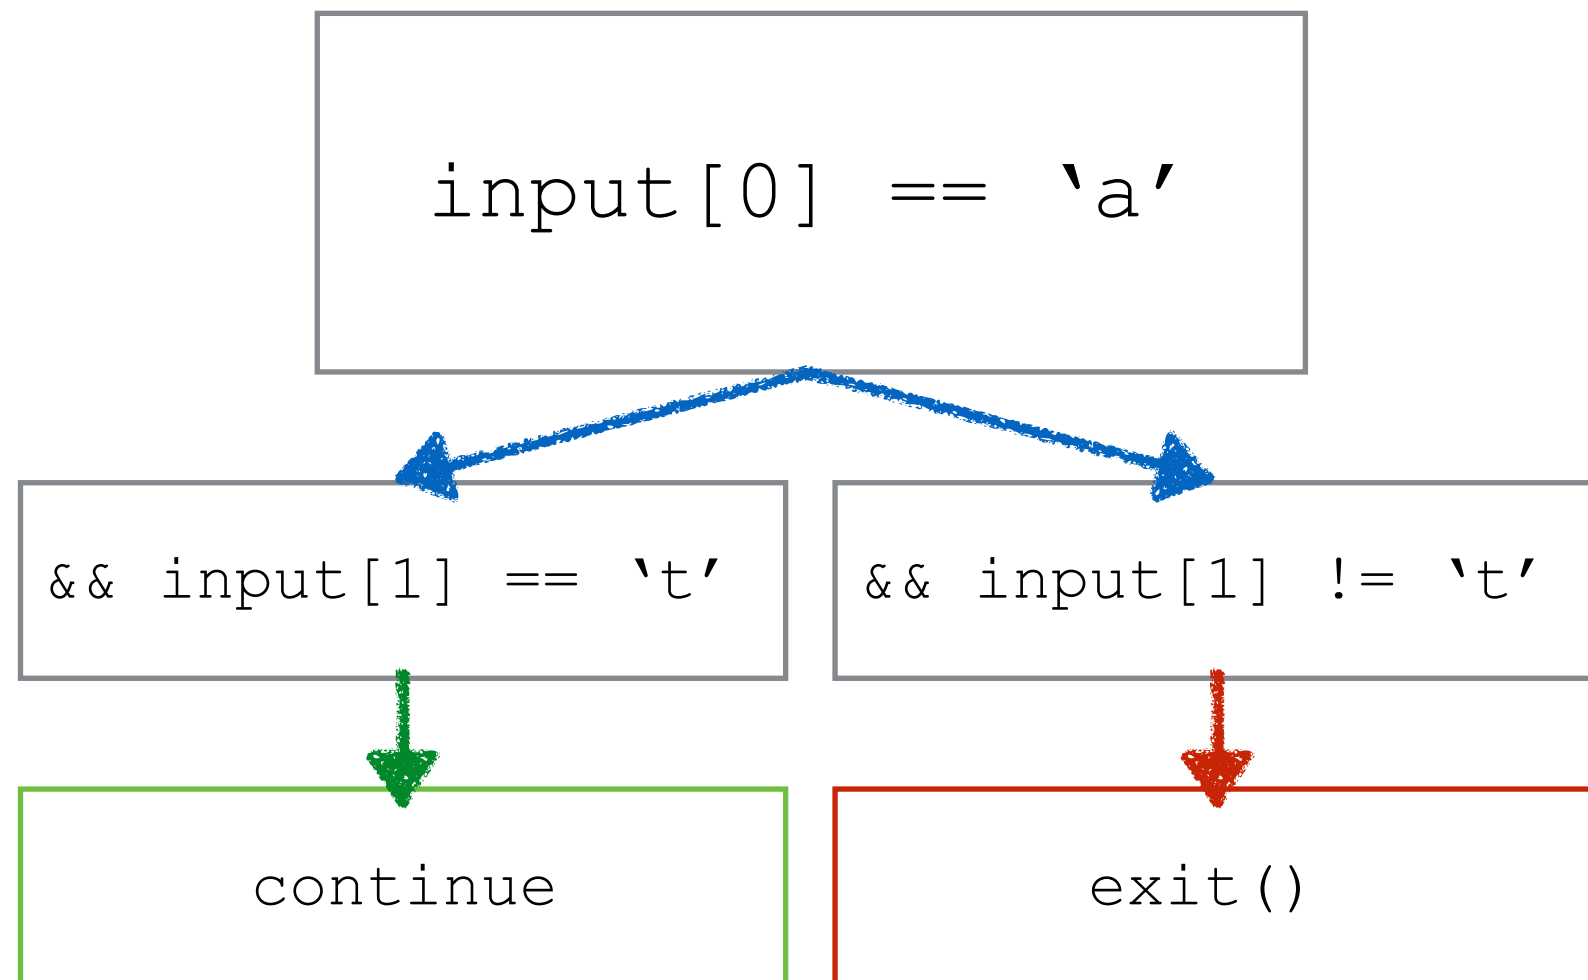 input[0] == ‘a’
&& input[1] == ‘t’
&& input[1] != ‘t’
continue
exit()